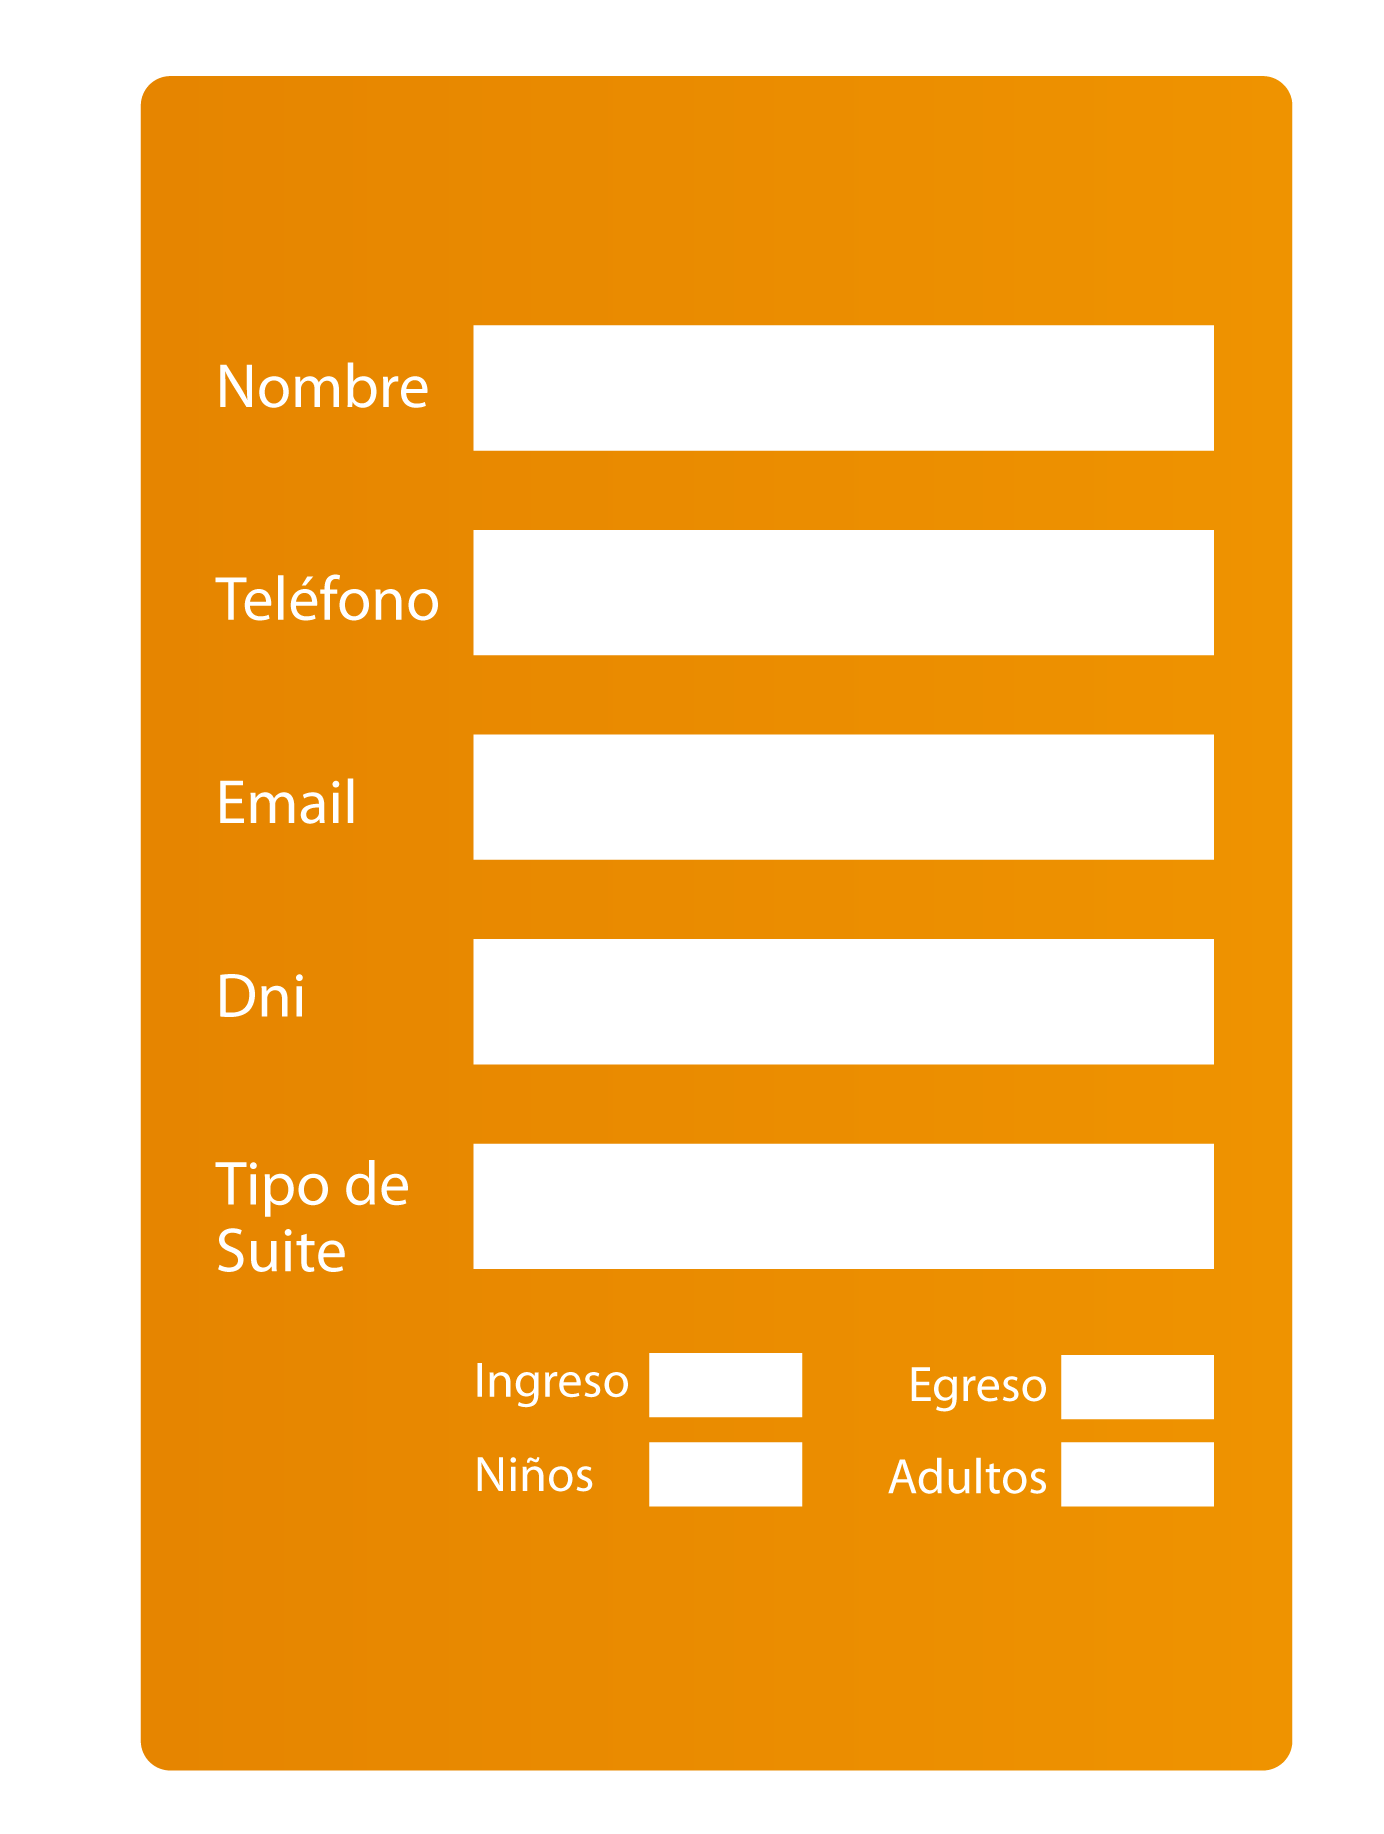 Nombre
Teléfono
Email
Dni
Tipo de
Suite
Ingreso
Egreso
Niños
Adultos